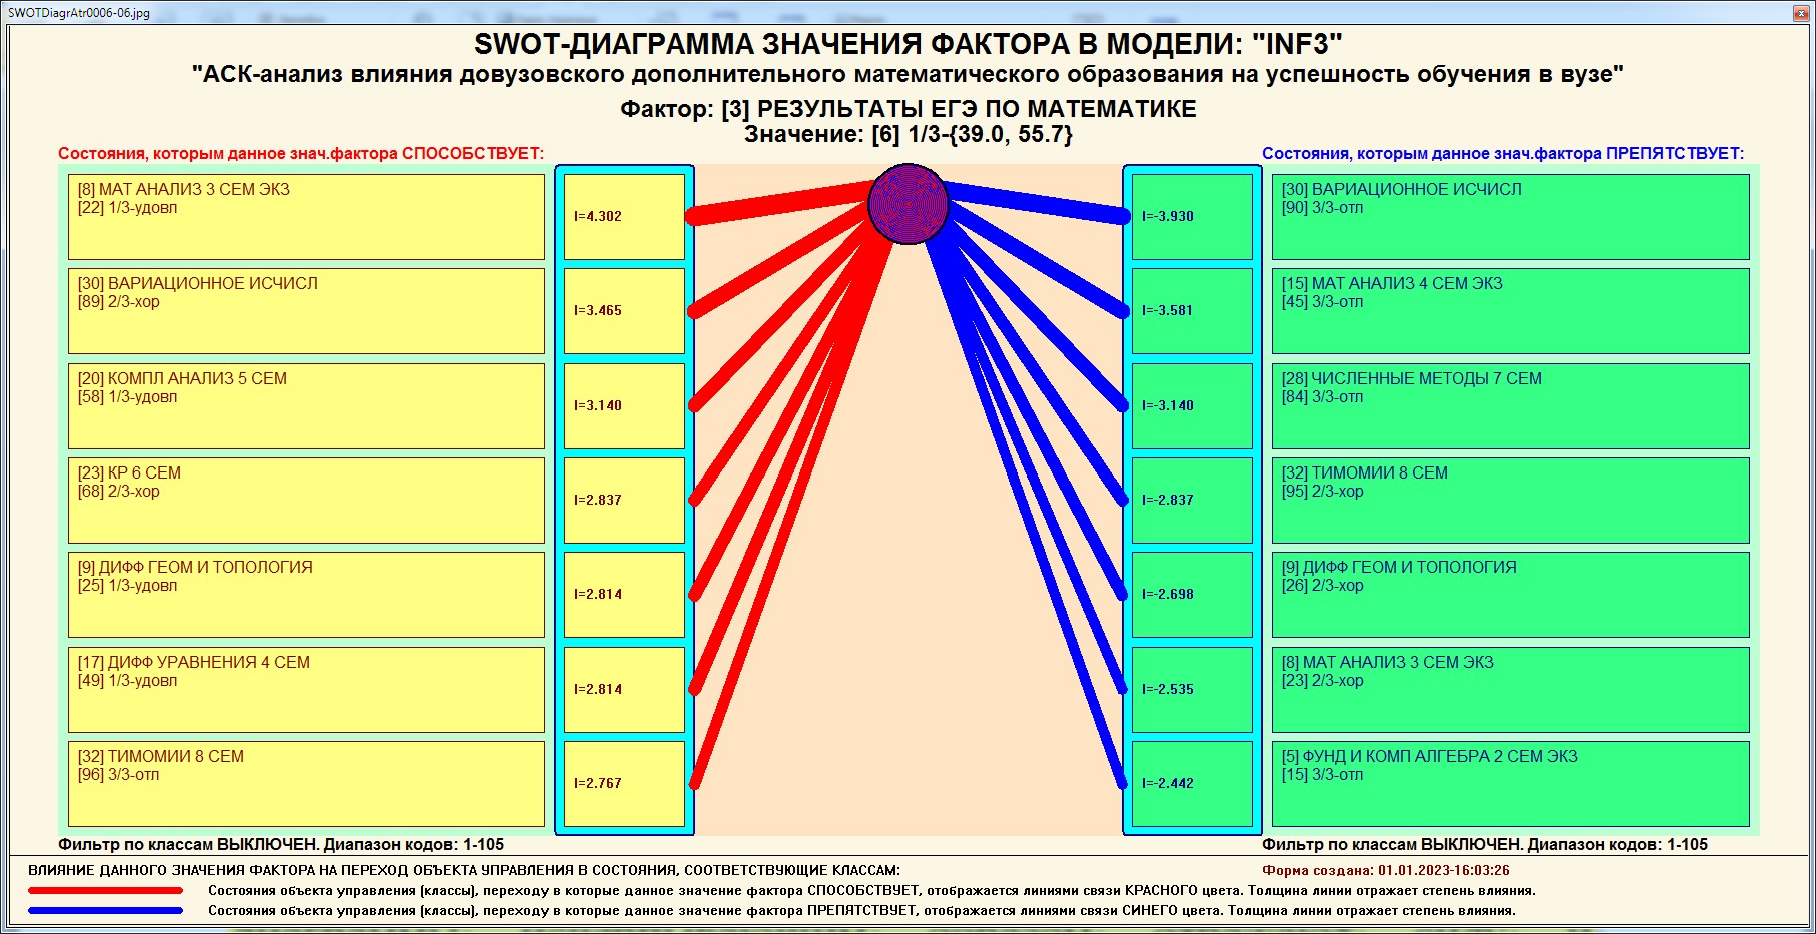 SWOTDiagrAtr0006-06.jpg
SWOT-ДИАГРАММА ЗНАЧЕНИЯ ФАКТОРА В МОДЕЛИ: "INF3"
"АСК-анализ влияния довузовского дополнительного математического образования на успешность обучения в вузе"
Фактор: [3] РЕЗУЛЬТАТЫ ЕГЭ ПО МАТЕМАТИКЕ
Значение: [6] 1/3-{39.0, 55.7}
Состояния, которым данное знач.фактора СПОСОБСТВУЕТ:
[8] МАТ АНАЛИЗ 3 СЕМ ЭКЗ
[22] 1/3-удовл
I=4.302
[30] ВАРИАЦИОННОЕ ИСЧИСЛ
[89] 2/3-хор
I=3.465
[20] КОМПЛ АНАЛИЗ 5 СЕМ
[58] 1/3-удовл
I=3.140
[23] КР 6 СЕМ
[68] 2/3-хор
I=2.837
[9] ДИФФ ГЕОМ И ТОПОЛОГИЯ
[25] 1/3-удовл
I=2.814
[17] ДИФФ УРАВНЕНИЯ 4 СЕМ
[49] 1/3-удовл
I=2.814
[32] ТИМОМИИ 8 СЕМ
[96] 3/3-отл
I=2.767
Фильтр по классам ВЫКЛЮЧЕН. Диапазон кодов: 1-105
Состояния, которым данное знач.фактора ПРЕПЯТСТВУЕТ:
I=-3.930
[30] ВАРИАЦИОННОЕ ИСЧИСЛ
[90] 3/3-отл
I=-3.581
[15] МАТ АНАЛИЗ 4 СЕМ ЭКЗ
[45] 3/3-отл
I=-3.140
[28] ЧИСЛЕННЫЕ МЕТОДЫ 7 СЕМ
[84] 3/3-отл
I=-2.837
[32] ТИМОМИИ 8 СЕМ
[95] 2/3-хор
I=-2.698
[9] ДИФФ ГЕОМ И ТОПОЛОГИЯ
[26] 2/3-хор
I=-2.535
[8] МАТ АНАЛИЗ 3 СЕМ ЭКЗ
[23] 2/3-хор
I=-2.442
[5] ФУНД И КОМП АЛГЕБРА 2 СЕМ ЭКЗ
[15] 3/3-отл
Фильтр по классам ВЫКЛЮЧЕН. Диапазон кодов: 1-105
ВЛИЯНИЕ ДАННОГО ЗНАЧЕНИЯ ФАКТОРА НА ПЕРЕХОД ОБЪЕКТА УПРАВЛЕНИЯ В СОСТОЯНИЯ, СООТВЕТСТВУЮЩИЕ КЛАССАМ:
Форма создана: 01.01.2023-16:03:26
Состояния объекта управления (классы), переходу в которые данное значение фактора СПОСОБСТВУЕТ, отображается линиями связи КРАСНОГО цвета. Толщина линии отражает степень влияния.
Состояния объекта управления (классы), переходу в которые данное значение фактора ПРЕПЯТСТВУЕТ, отображается линиями связи СИНЕГО цвета. Толщина линии отражает степень влияния.